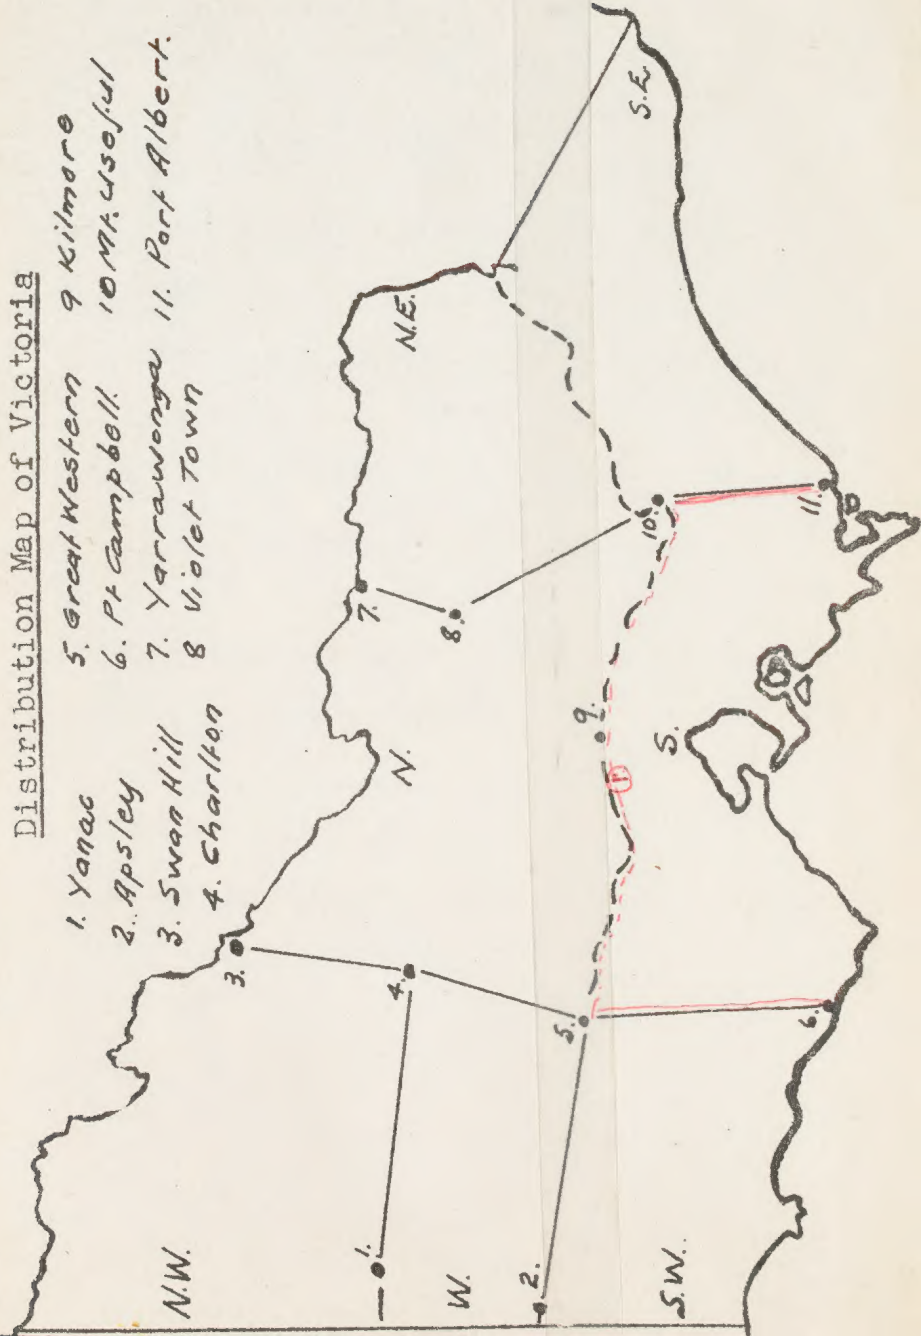 Distribution Map of Victoria
1. Yanac 5. Great Western 9 Kilmore
2. Apsley 6. Pt Campbell. 10 Mt. Useful
3. Swan Hill 7. Yarrawonga 11. Port Albert.
4. Charlton 8 Violet Town
N.W.
3.
N.
7.
N.E.
1.
4.
8.
W.
2.
5.
9.
10.
S.E.
S.W.
6.
S.
11.